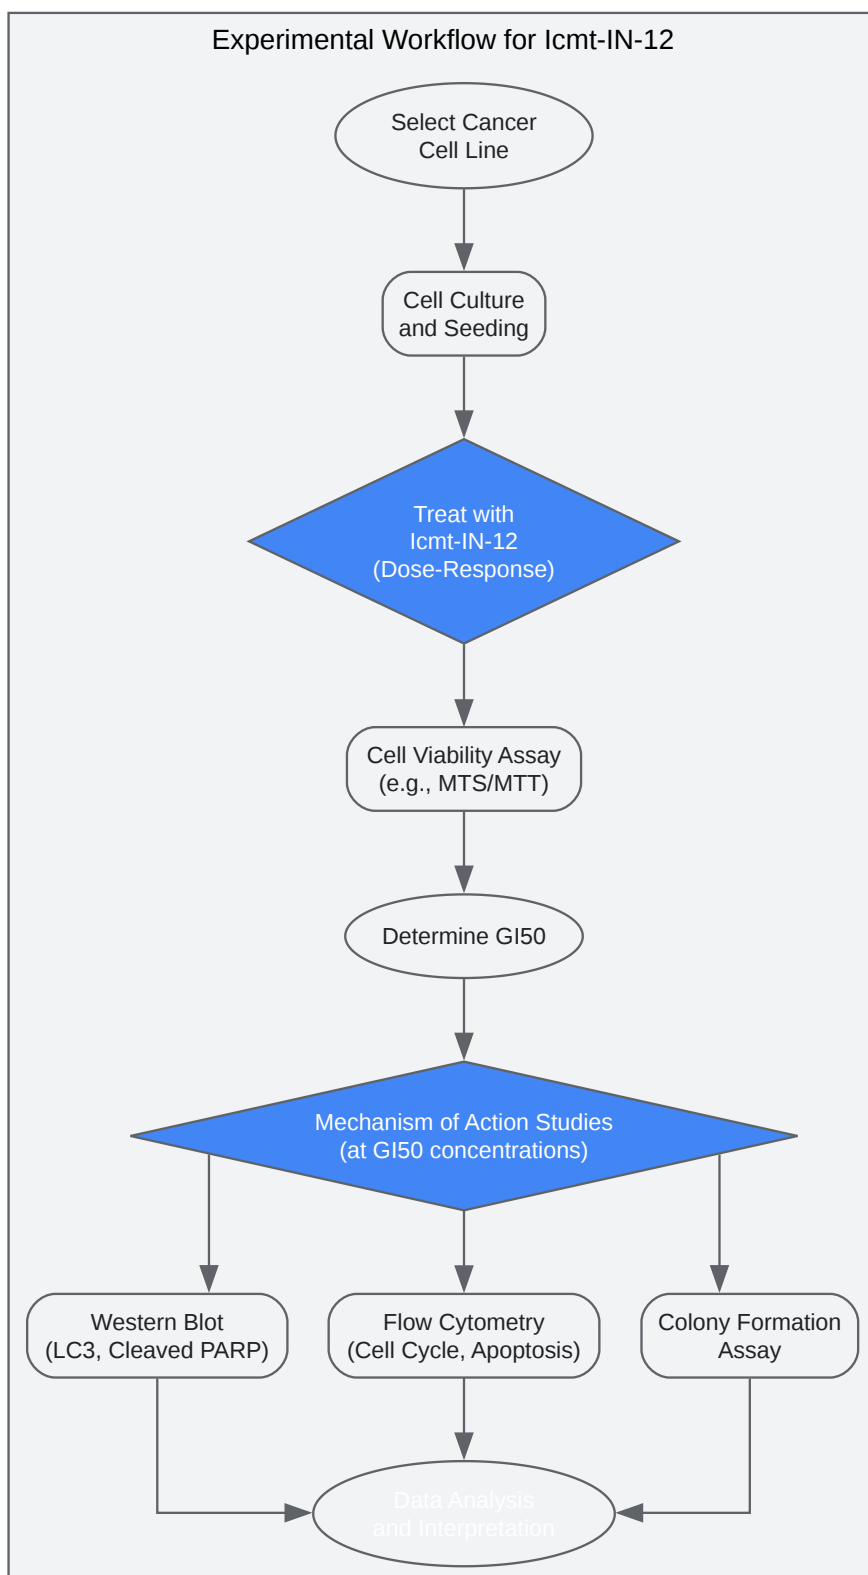 Experimental Workflow for Icmt-IN-12
Select Cancer
Cell Line
Cell Culture
and Seeding
Treat with
Icmt-IN-12
(Dose-Response)
Cell Viability Assay
(e.g., MTS/MTT)
Determine GI50
Mechanism of Action Studies
(at GI50 concentrations)
Western Blot
(LC3, Cleaved PARP)
Flow Cytometry
(Cell Cycle, Apoptosis)
Colony Formation
Assay
Data Analysis
and Interpretation